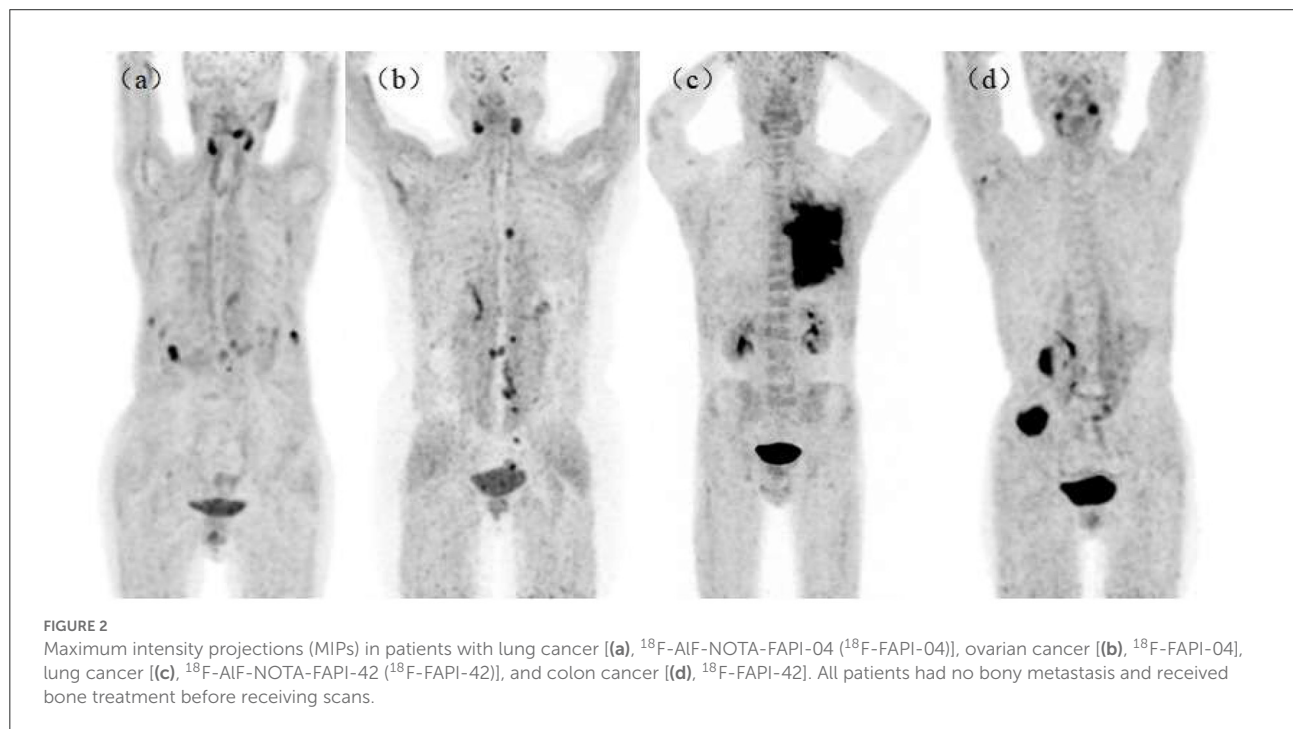 (a)
(b)
(c)
(d)
FIGURE 2
Maximum intensity projections (MIPs) in patients with lung cancer [(a), ¹⁸F-AlF-NOTA-FAPI-04 (¹⁸F-FAPI-04)], ovarian cancer [(b), ¹⁸F-FAPI-04],
lung cancer [(c), ¹⁸F-AlF-NOTA-FAPI-42 (¹⁸F-FAPI-42)], and colon cancer [(d), ¹⁸F-FAPI-42]. All patients had no bony metastasis and received
bone treatment before receiving scans.